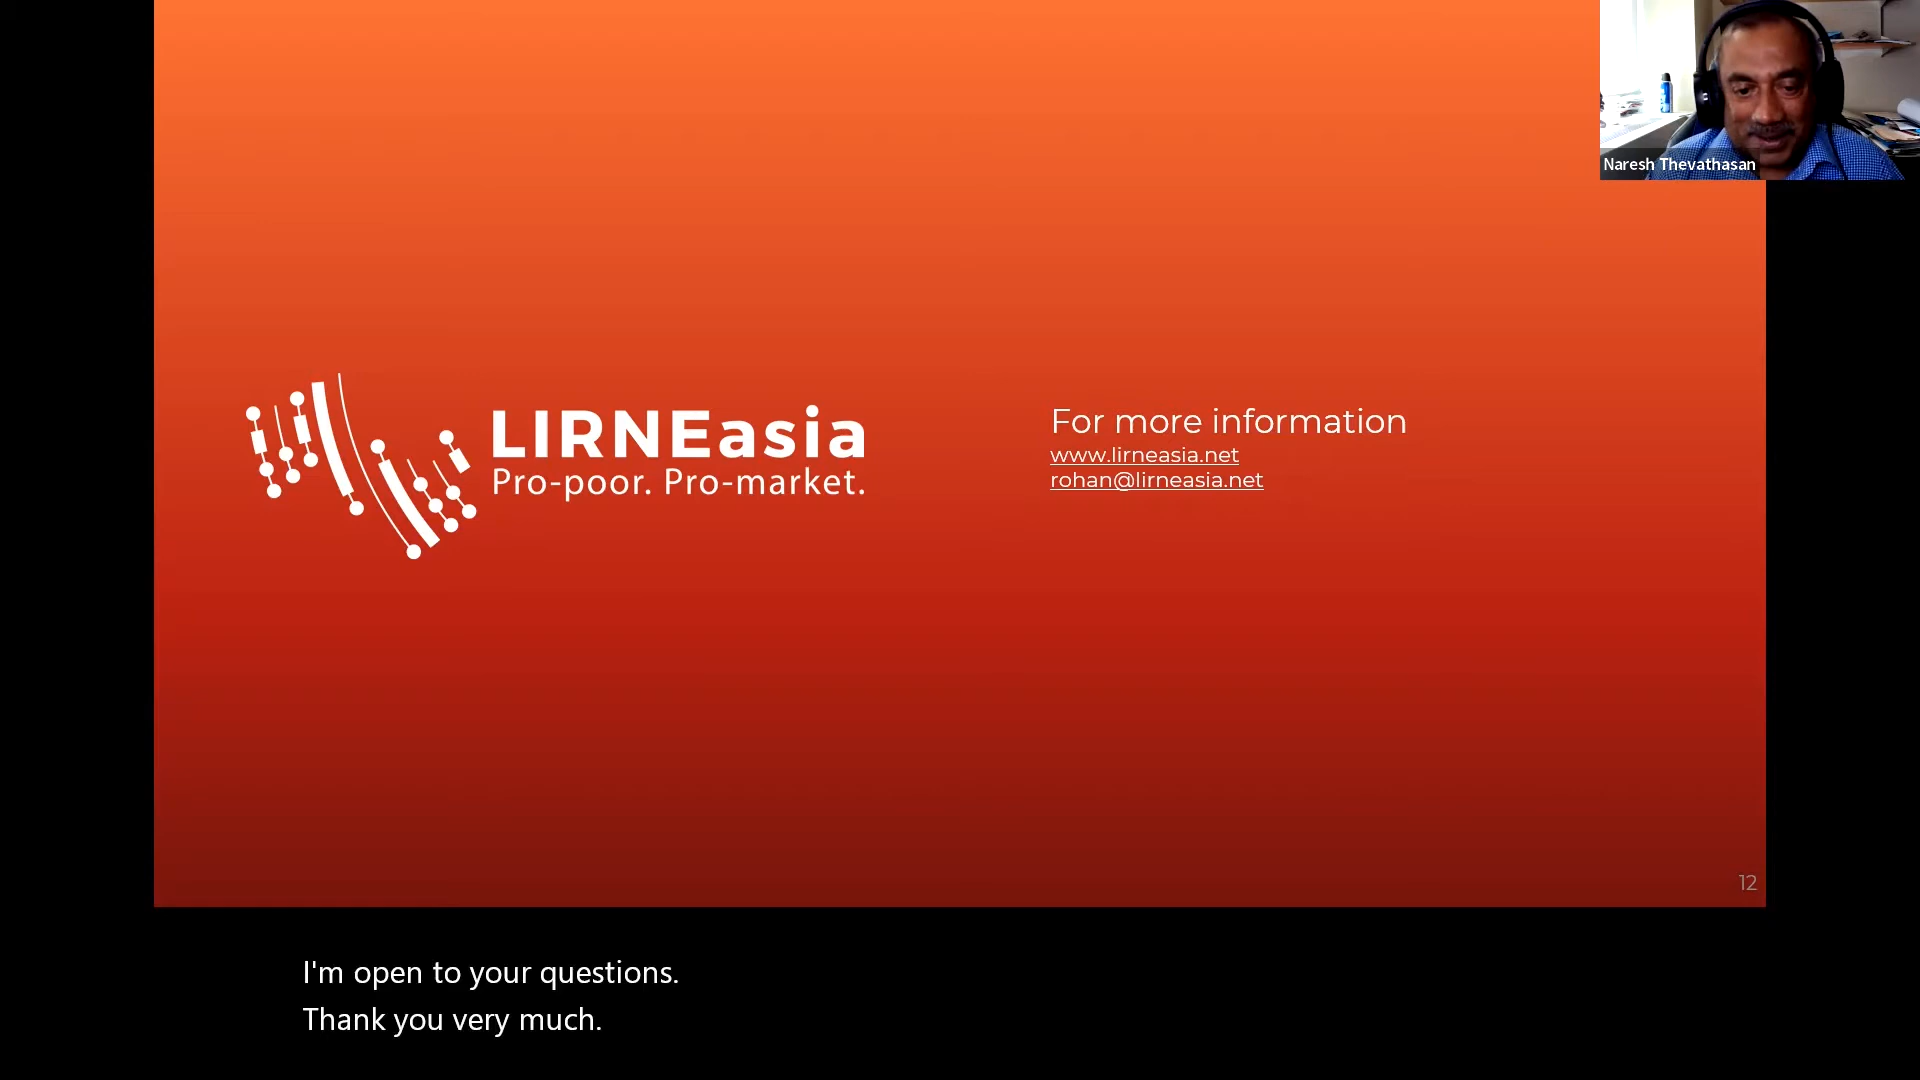 Naresh Thevathasan
LIRNEasia
Pro-poor. Pro-market.
For more information
www.lirneasia.net
rohan@lirneasia.net
12
I'm open to your questions.
Thank you very much.